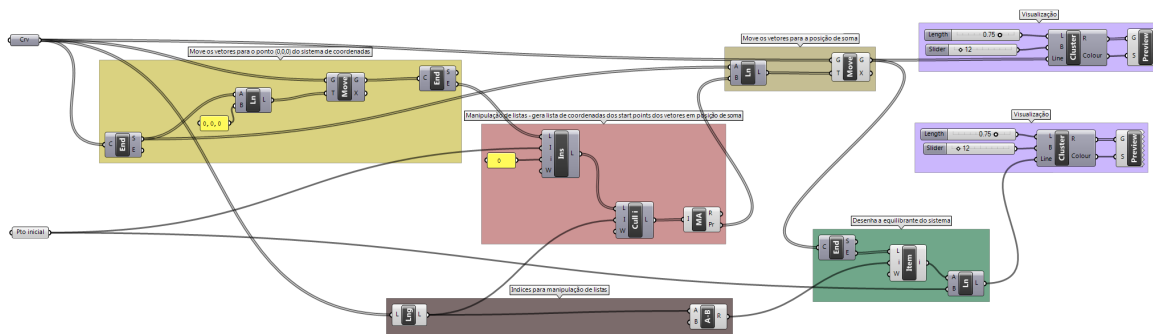 Crv
Move os vetores para o ponto (0,0,0) do sistema de coordenadas
C
End
S
E
A
B
Ln
L
0, 0, 0
G
T
Move
G
X
C
End
S
E
Manipulação de listas - gera lista de coordenadas dos start points dos vetores em posição de soma
0
L
I
i
W
Ins
L
L
I
W
Cull i
L
I
MA
R
Pr
Move os vetores para a posição de soma
A
B
Ln
L
G
T
Move
G
X
Visualização
Length
0.75
Slider
12
L
B
Line
Cluster
R
Colour
G
S
Preview
Visualização
Length
0.75
Slider
12
L
B
Line
Cluster
R
Colour
G
S
Preview
Pto inicial
Desenha a equilibrante do sistema
C
End
S
E
L
i
W
Item
i
A
B
Ln
L
Indices para manipulação de listas
L
Lng
L
A
B
A-B
R